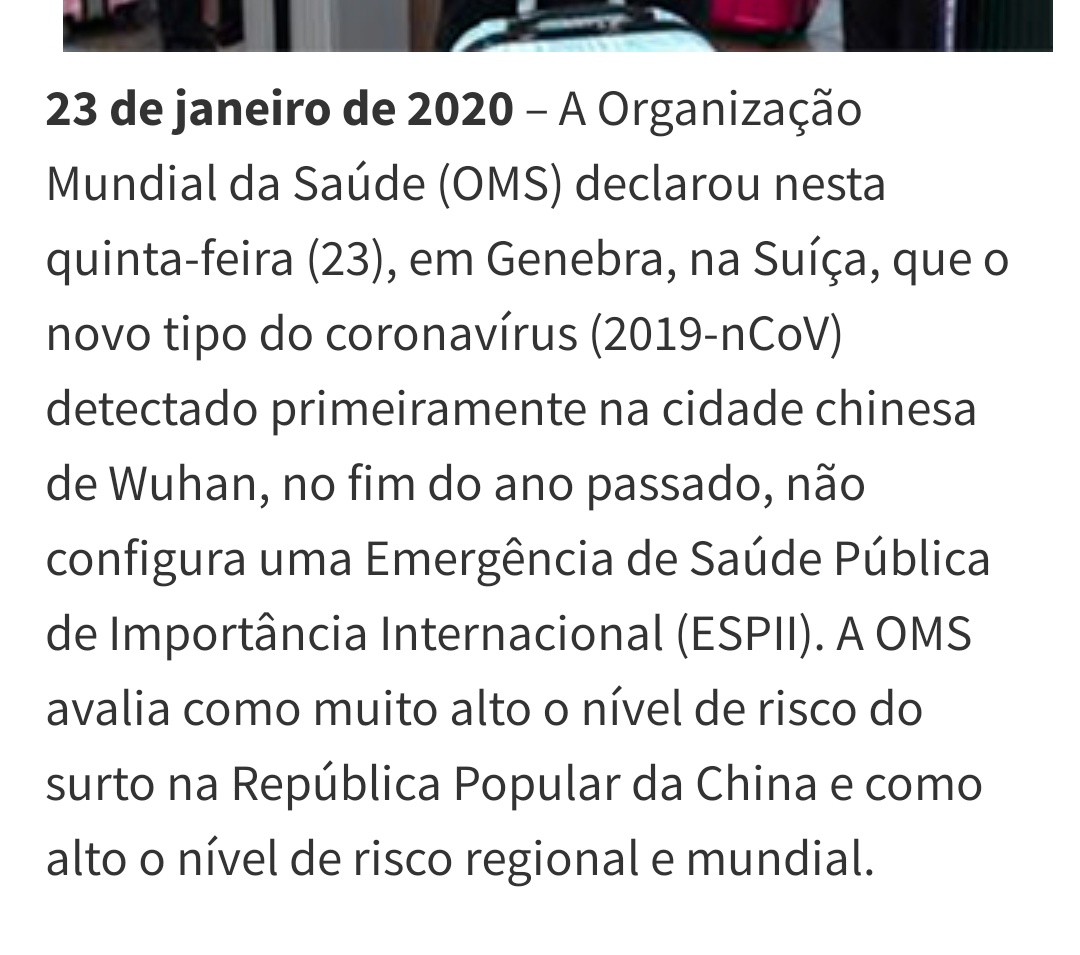 23 de janeiro de 2020 – A Organização
Mundial da Saúde (OMS) declarou nesta
quinta-feira (23), em Genebra, na Suíça, que o
novo tipo do coronavírus (2019-nCoV)
detectado primeiramente na cidade chinesa
de Wuhan, no fim do ano passado, não
configura uma Emergência de Saúde Pública
de Importância Internacional (ESPII). A OMS
avalia como muito alto o nível de risco do
surto na República Popular da China e como
alto o nível de risco regional e mundial.